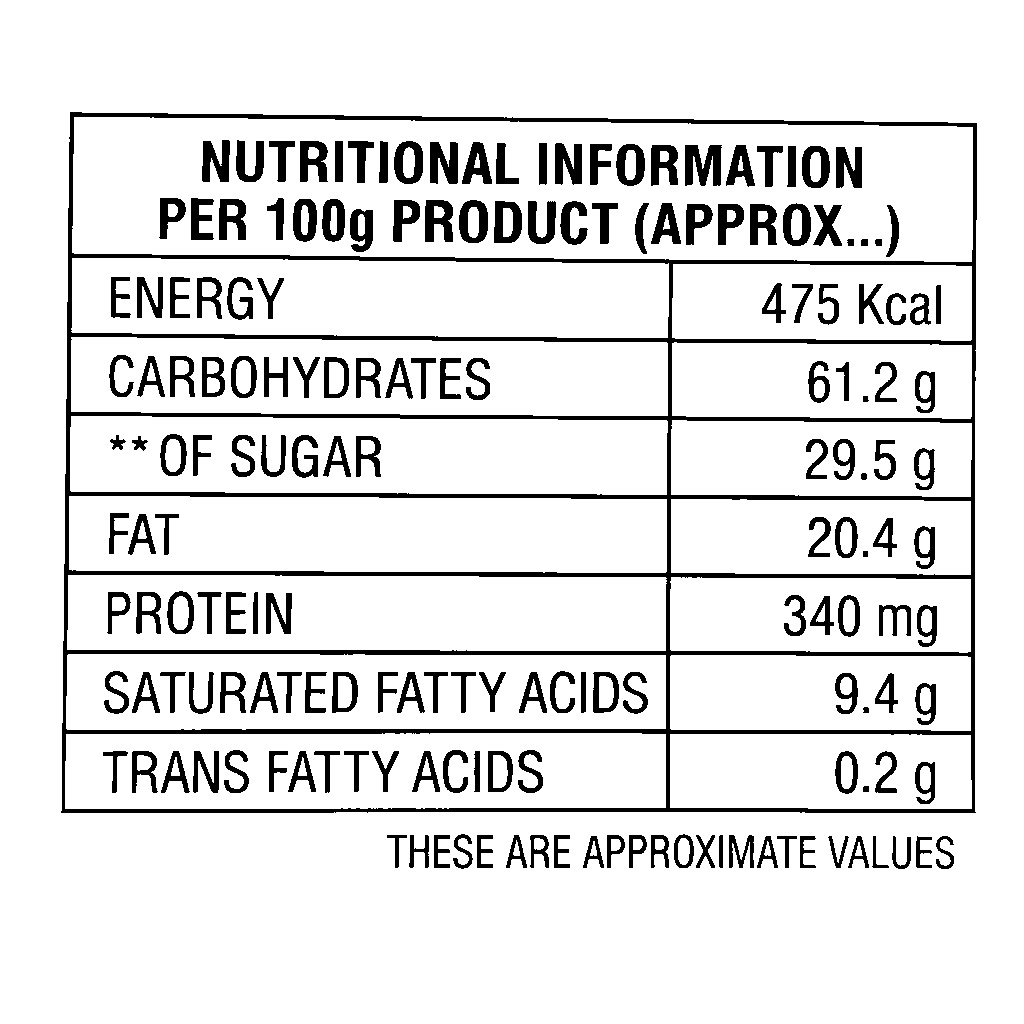 NUTRITIONAL INFORMATION
PER 100g PRODUCT (APPROX...)
ENERGY 475 Kcal
CARBOHYDRATES 61.2 g
**OF SUGAR 29.5 g
FAT 20.4 g
PROTEIN 340 mg
SATURATED FATTY ACIDS 9.4 g
TRANS FATTY ACIDS 0.2 g
THESE ARE APPROXIMATE VALUES